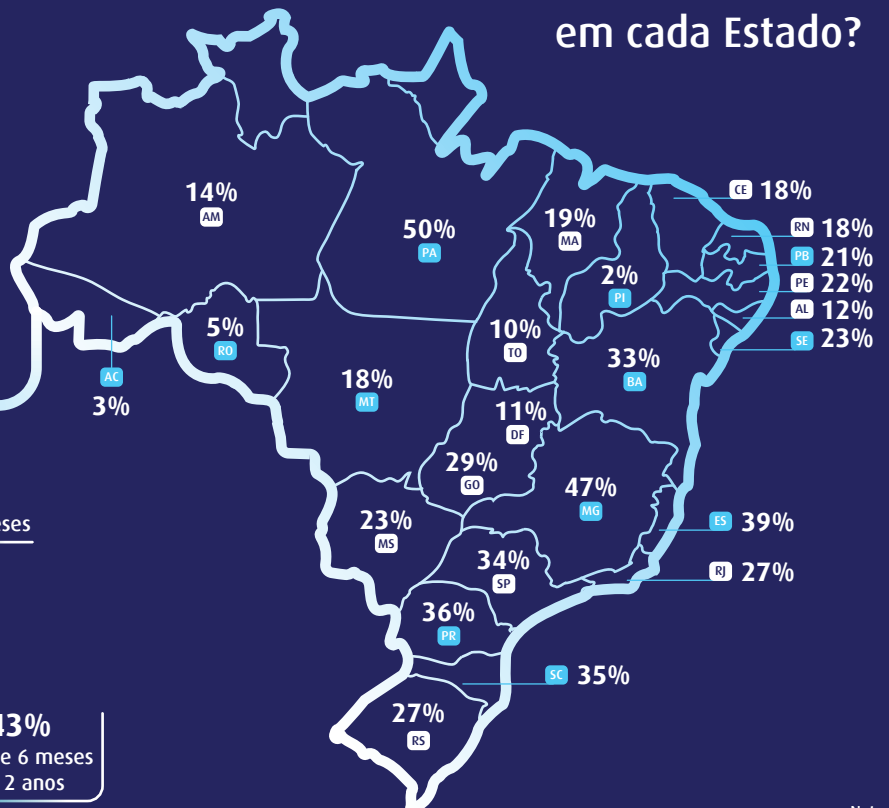 em cada Estado?
CE 18%
14%
AM
19%
MA
RN 18%
50%
PA
PB 21%
2%
PI
PE 22%
AL 12%
5%
RO
10%
TO
SE 23%
33%
BA
AC
3%
18%
MT
11%
DF
29%
GO
47%
MG
23%
MS
ES 39%
34%
SP
RJ 27%
36%
PR
SC 35%
27%
RS
2 anos
6 meses